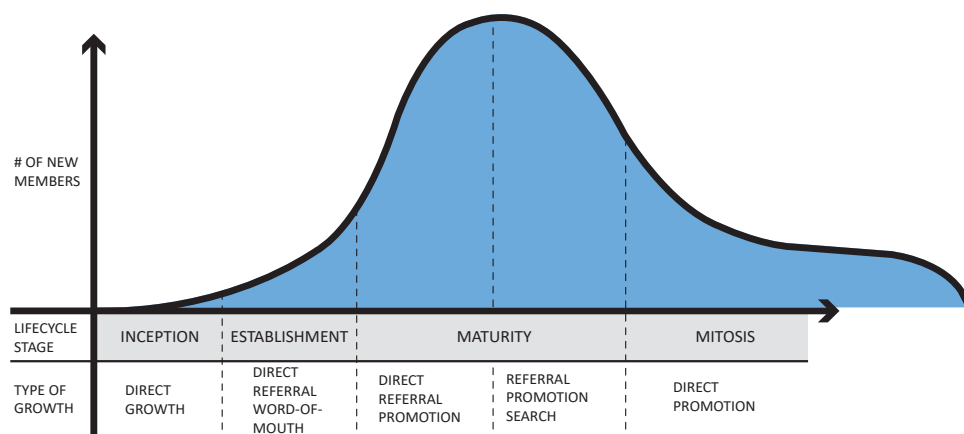 # OF NEW
MEMBERS
LIFECYCLE
STAGE
INCEPTION
ESTABLISHMENT
MATURITY
MITOSIS
TYPE OF
GROWTH
DIRECT
GROWTH
DIRECT
REFERRAL
WORD-OF-
MOUTH
DIRECT
REFERRAL
PROMOTION
REFERRAL
PROMOTION
SEARCH
DIRECT
PROMOTION